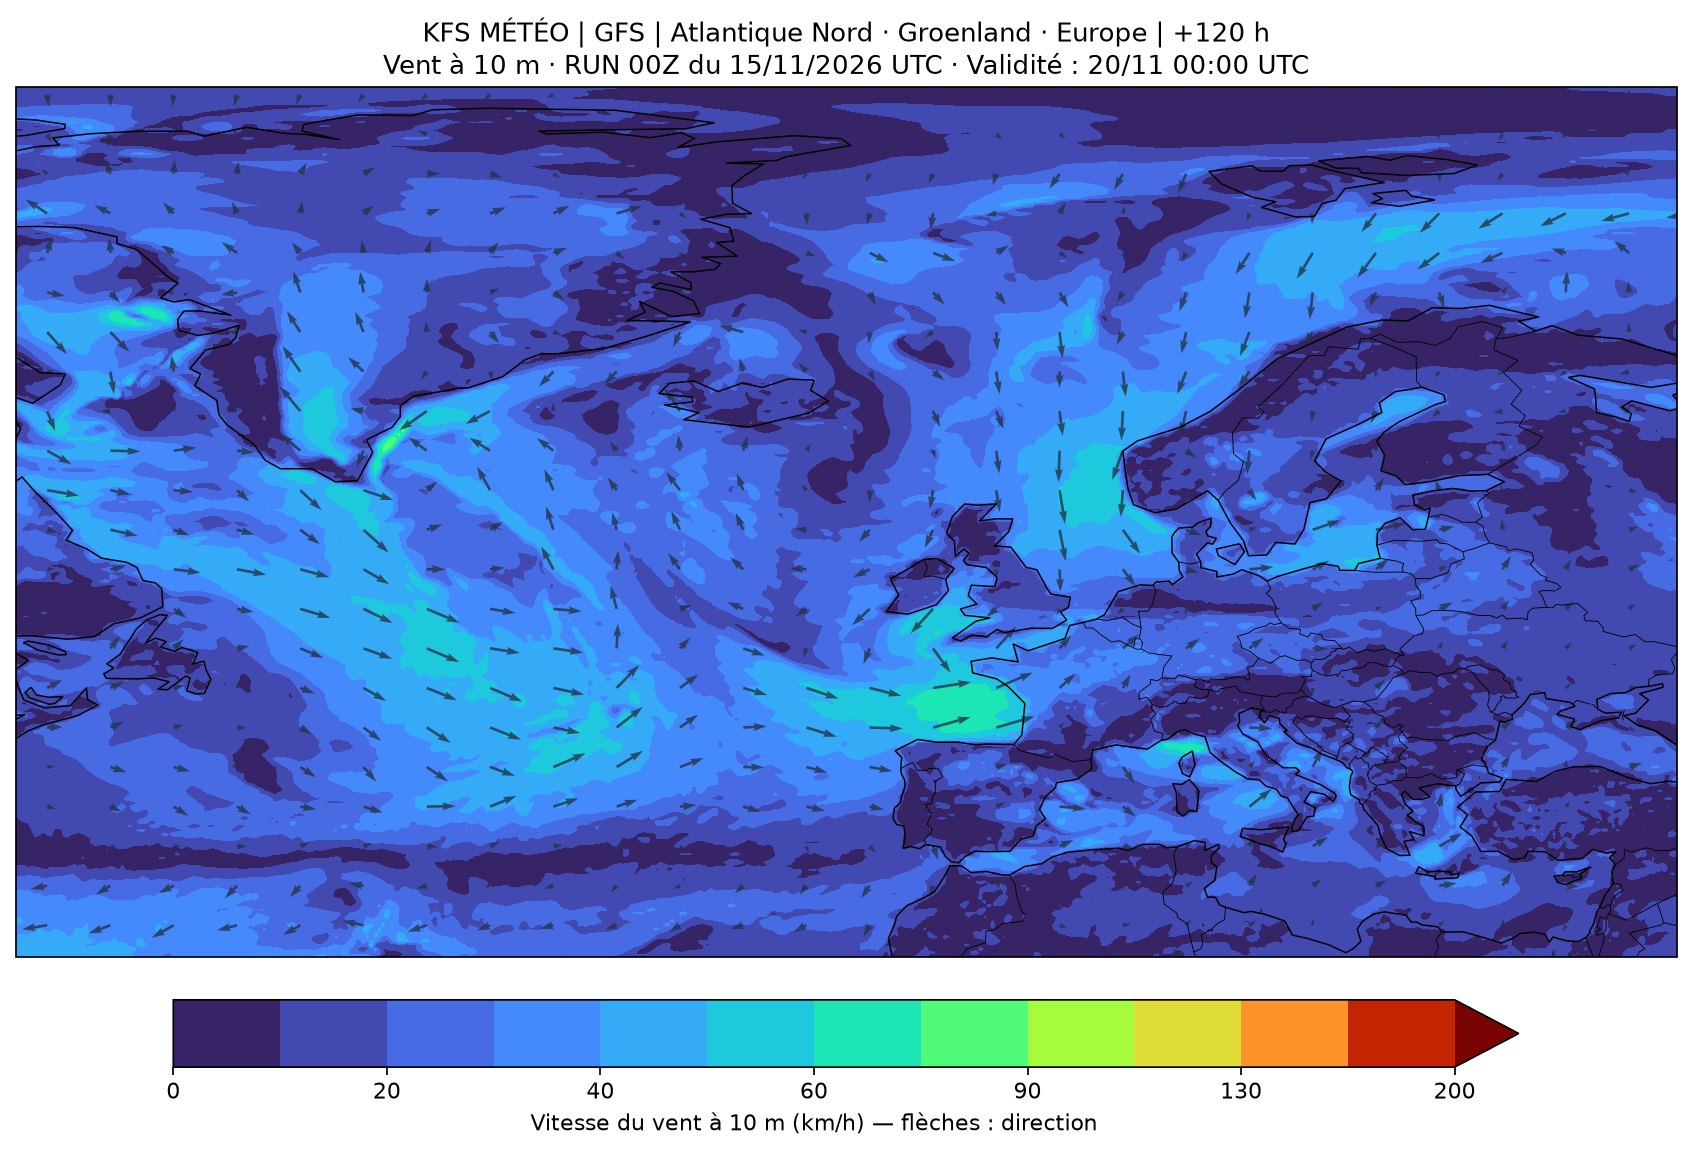 KFS MÉTÉO | GFS | Atlantique Nord · Groenland · Europe | +120 h
Vent à 10 m · RUN 00Z du 15/11/2026 UTC · Validité : 20/11 00:00 UTC
0 20 40 60 90 130 200
Vitesse du vent à 10 m (km/h) — flèches : direction